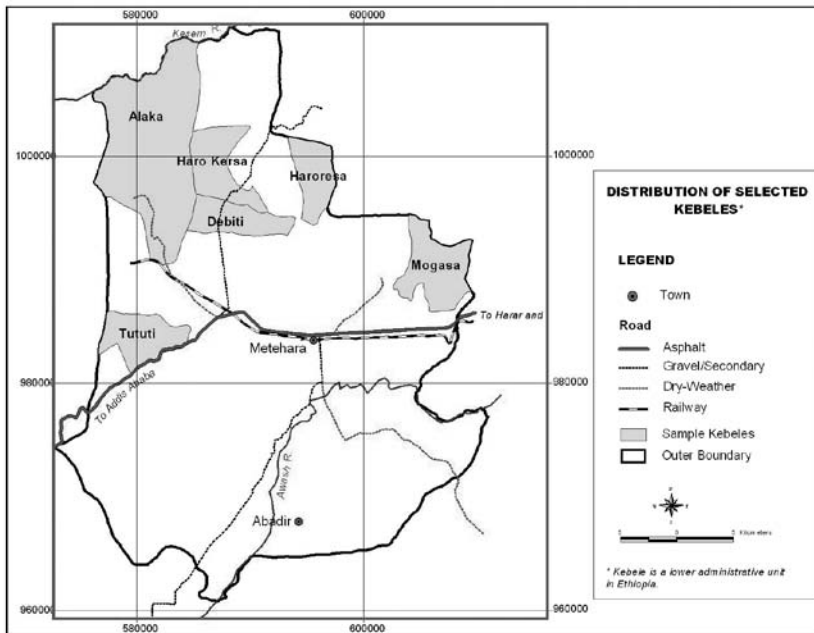 580000
600000
Kesem R.
Alaka
1000000
Haro Kersa
Haroresa
1000000
Debiti
Mogasa
Tututi
To Harar and
Metehara
980000
To Addis Ababa
980000
Awash R.
Abadir
960000
960000
580000
600000
DISTRIBUTION OF SELECTED
KEBELES*
LEGEND
Town
Road
Asphalt
Gravel/Secondary
Dry-Weather
Railway
Sample Kebeles
Outer Boundary
Kilometers
* Kebele is a lower administrative unit
in Ethiopia.